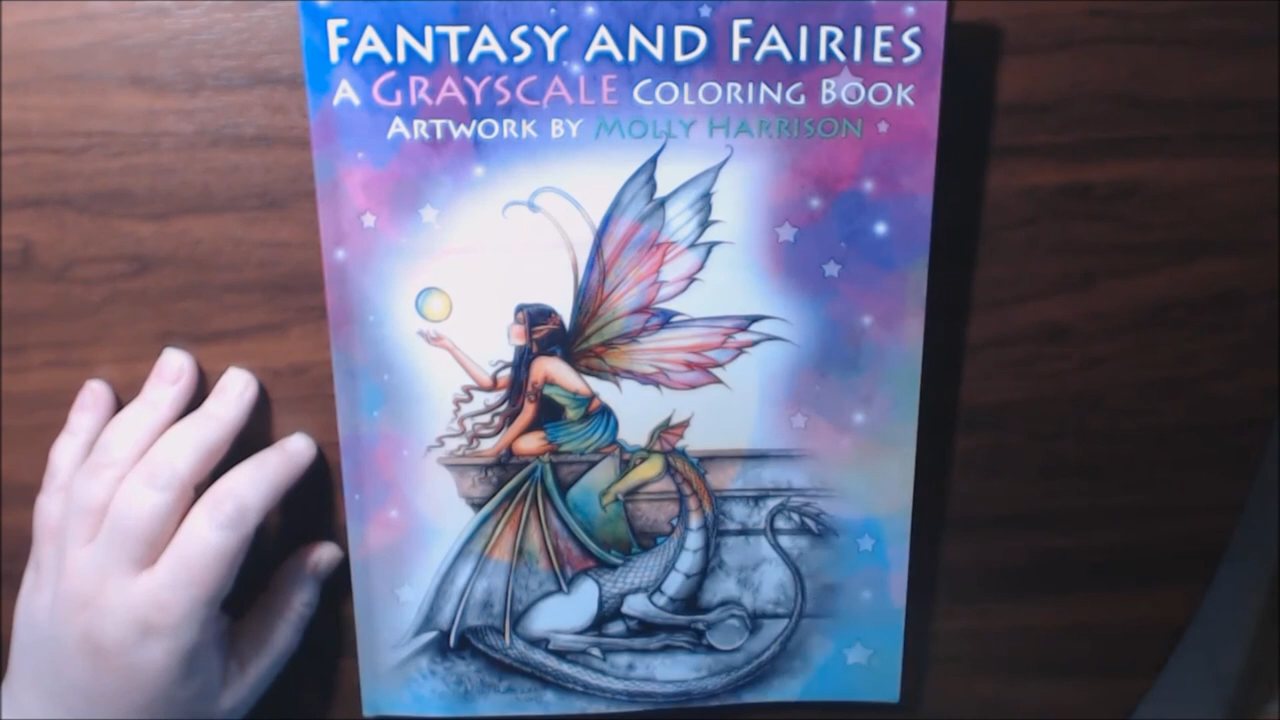 FANTASY AND FAIRIES
A GRAYSCALE COLORING BOOK
ARTWORK BY MOLLY HARRISON